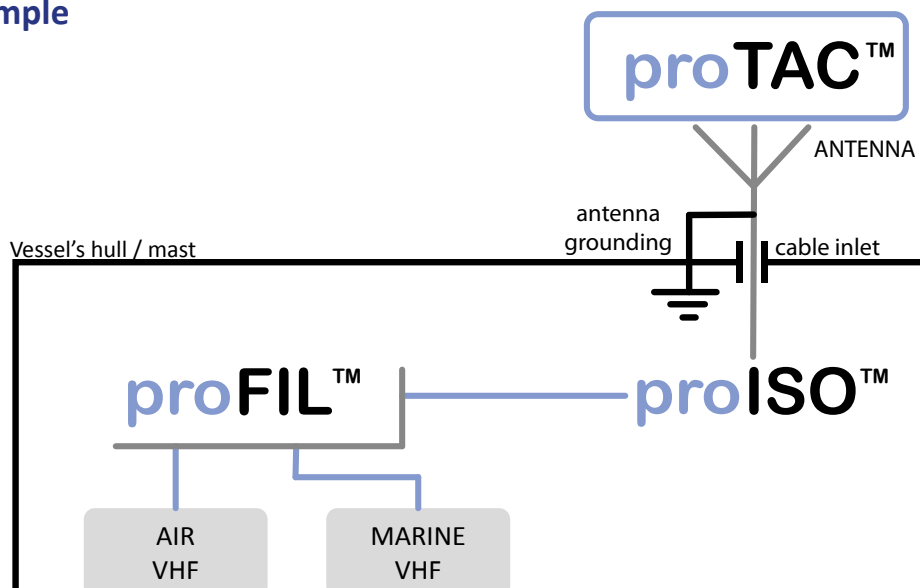 mple
proTAC™
ANTENNA
antenna
grounding
Vessel's hull / mast
cable inlet
proFIL™
proISO™
AIR
VHF
MARINE
VHF